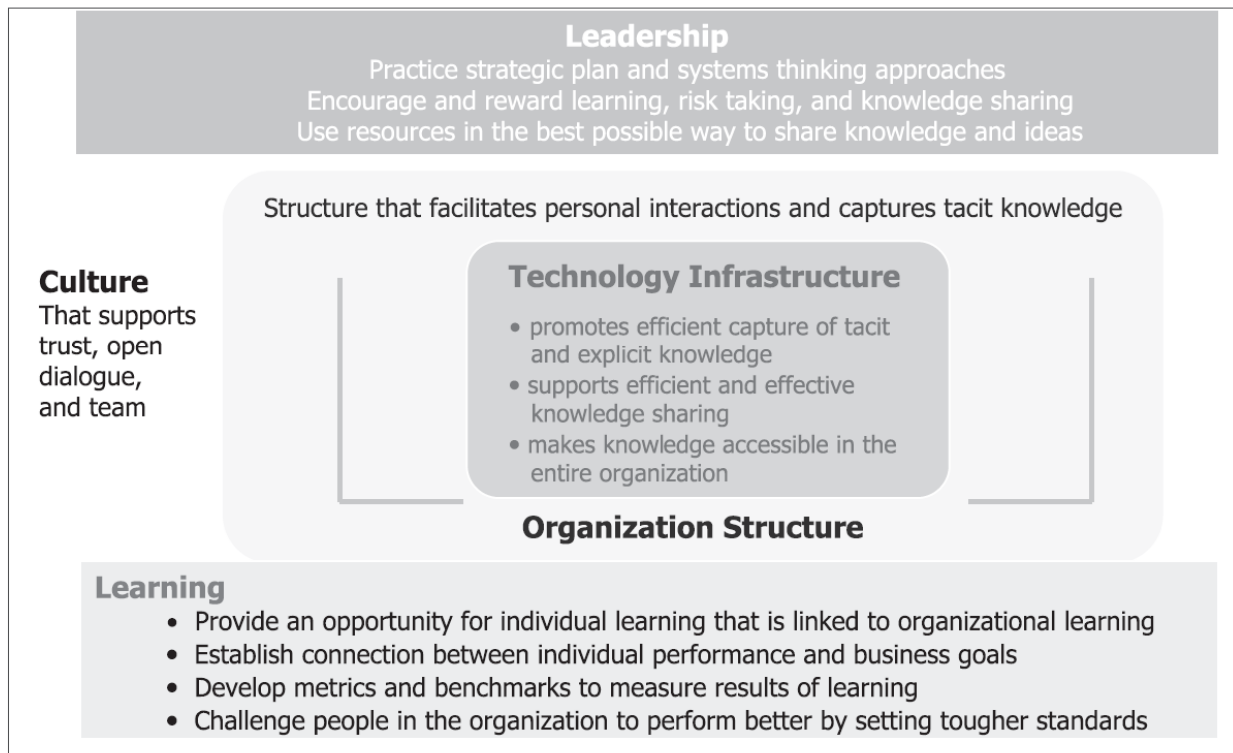 Leadership
Practice strategic plan and systems thinking approaches
Encourage and reward learning, risk taking, and knowledge sharing
Use resources in the best possible way to share knowledge and ideas
Structure that facilitates personal interactions and captures tacit knowledge
Culture
That supports
trust, open
dialogue,
and team
Technology Infrastructure
• promotes efficient capture of tacit
and explicit knowledge
• supports efficient and effective
knowledge sharing
• makes knowledge accessible in the
entire organization
Organization Structure
Learning
• Provide an opportunity for individual learning that is linked to organizational learning
• Establish connection between individual performance and business goals
• Develop metrics and benchmarks to measure results of learning
• Challenge people in the organization to perform better by setting tougher standards